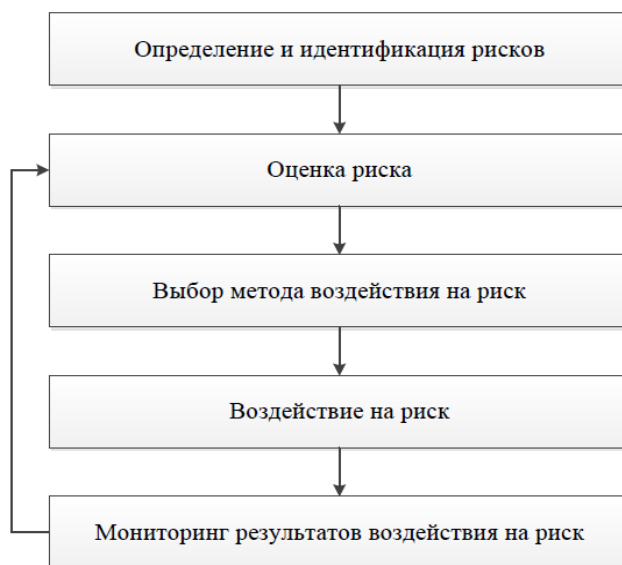 Определение и идентификация рисков
Оценка риска
Выбор метода воздействия на риск
Воздействие на риск
Мониторинг результатов воздействия на риск